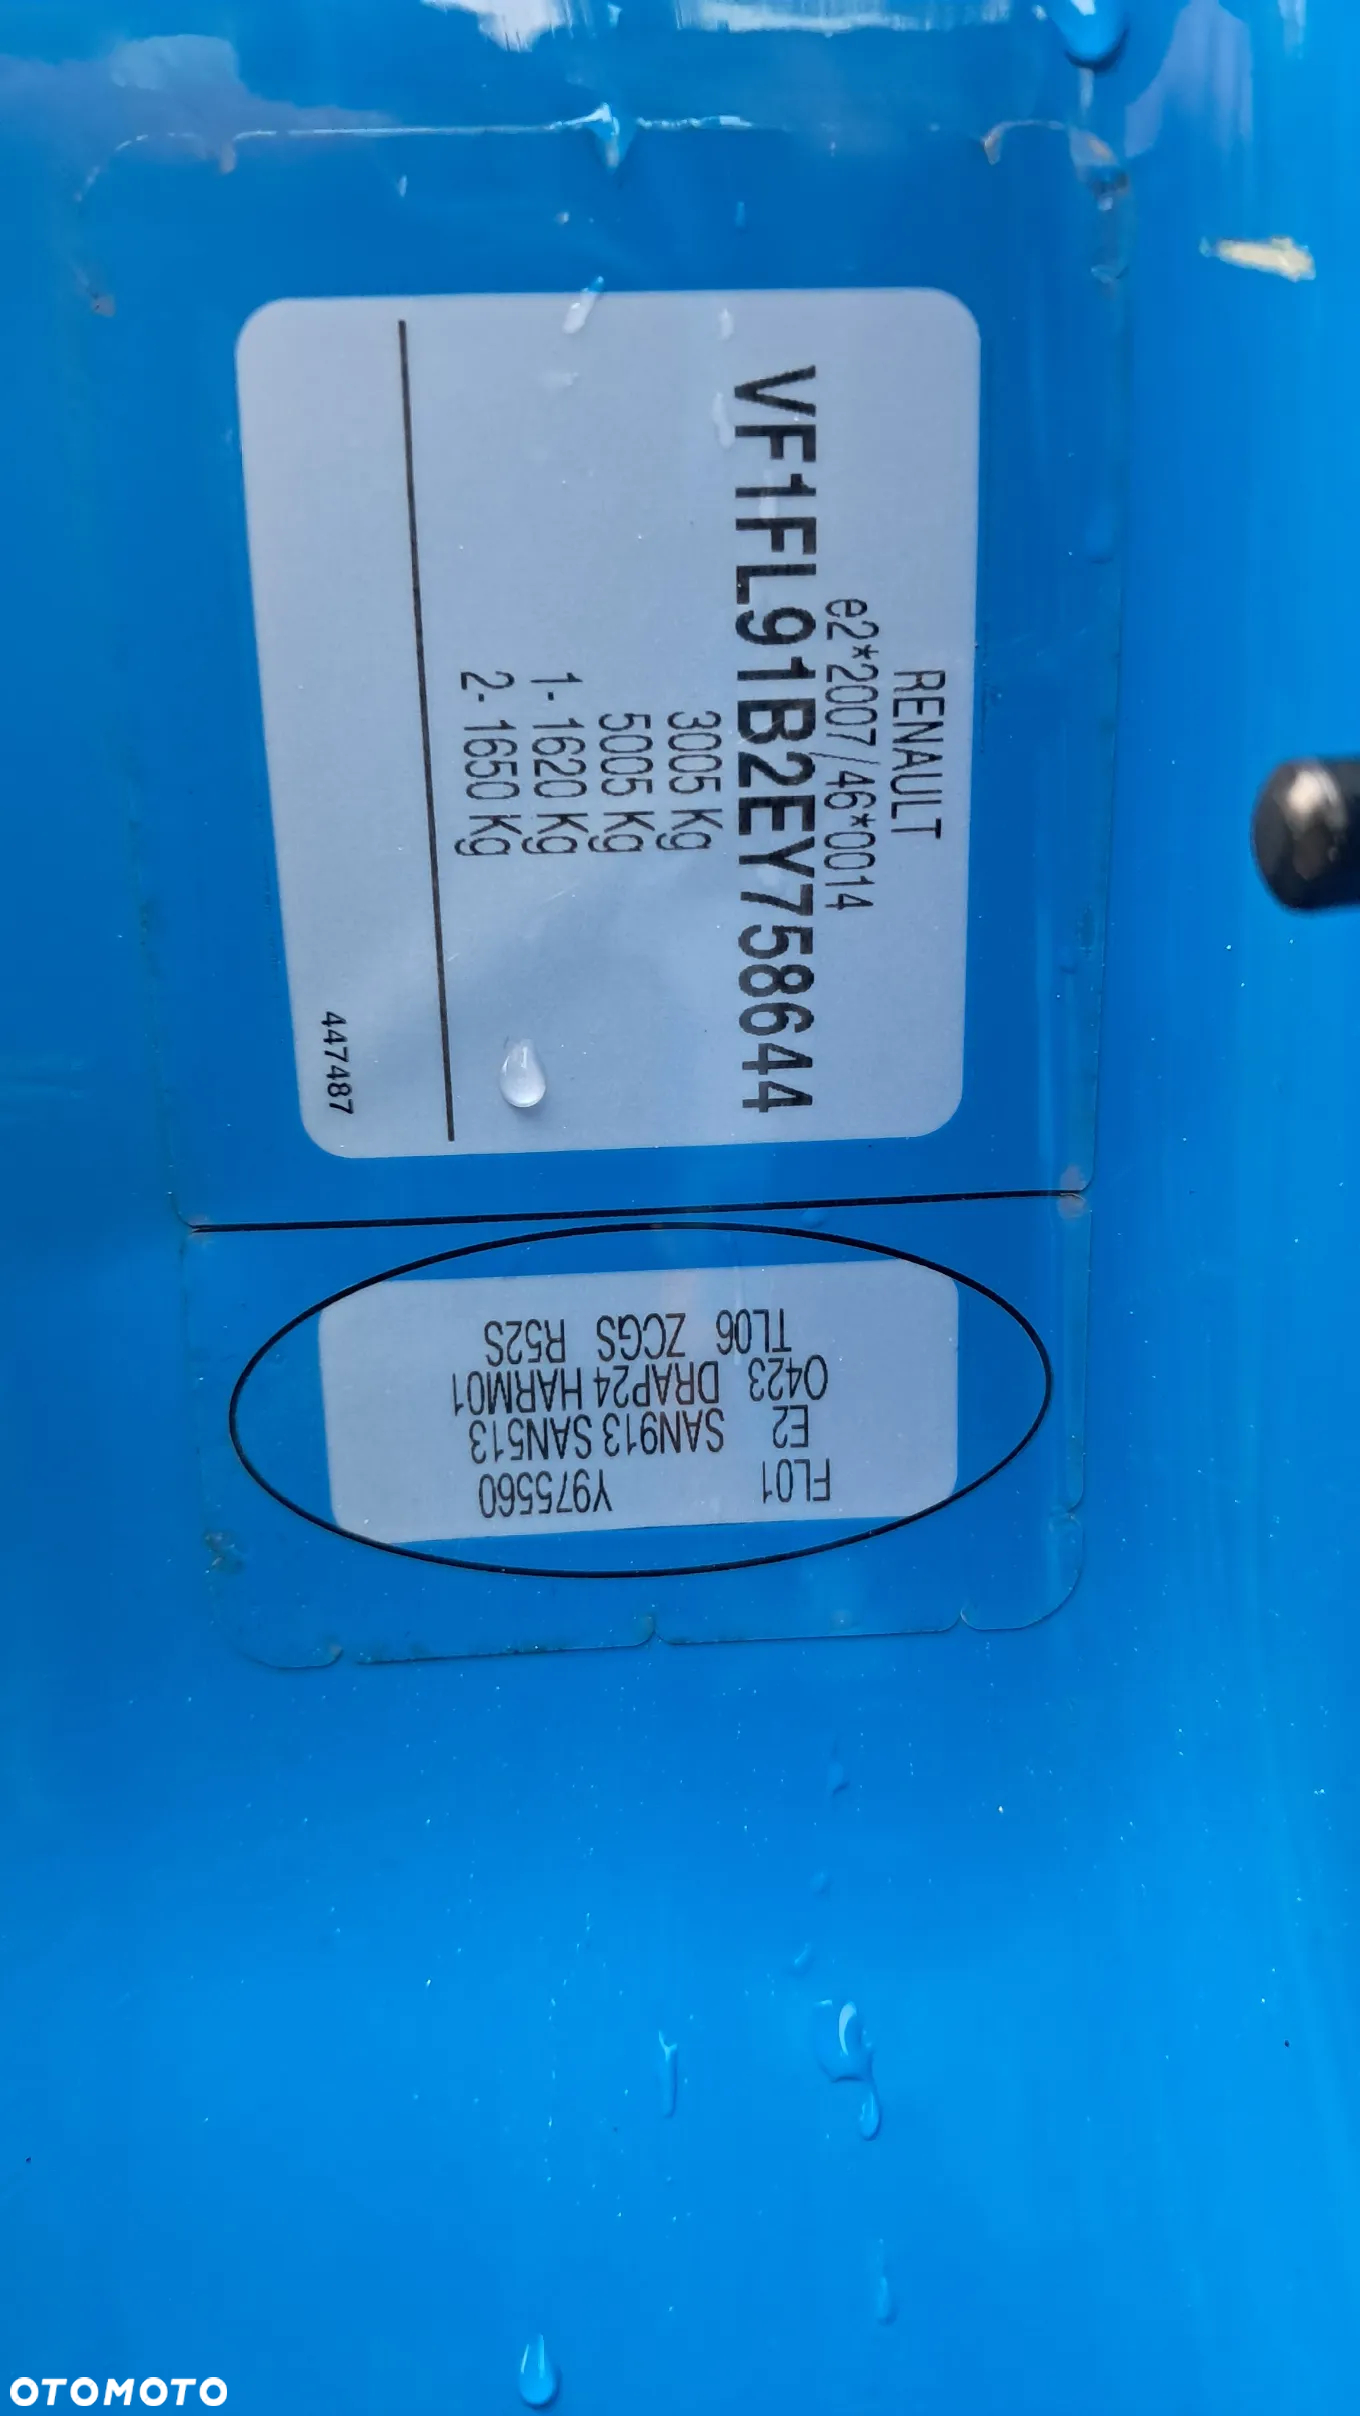 RENAULT
e2*2007/46*0014
VF1FL91B2EY758644
3005 Kg
5005 Kg
1- 1620 Kg
2- 1650 Kg
447487
FL01 Y975560
E2 SAN913 SAN513
0423 DRAP24 HARM01
TL06 ZCGS R52S
OTOMOTO